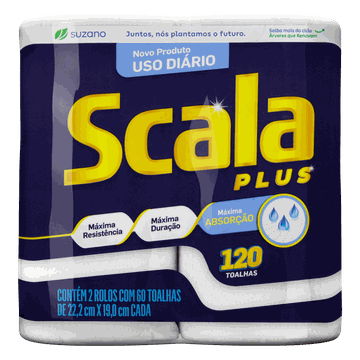 suzano
Juntos, nós plantamos o futuro.
Saiba mais do ciclo
Árvores que Renovam
Novo Produto
USO DIÁRIO
Scala
PLUS
Máxima
Resistência
Máxima
Duração
Máxima
ABSORÇÃO
120
TOALHAS
CONTÉM 2 ROLOS COM 60 TOALHAS
DE 22,2 cm X 19,0 cm CADA